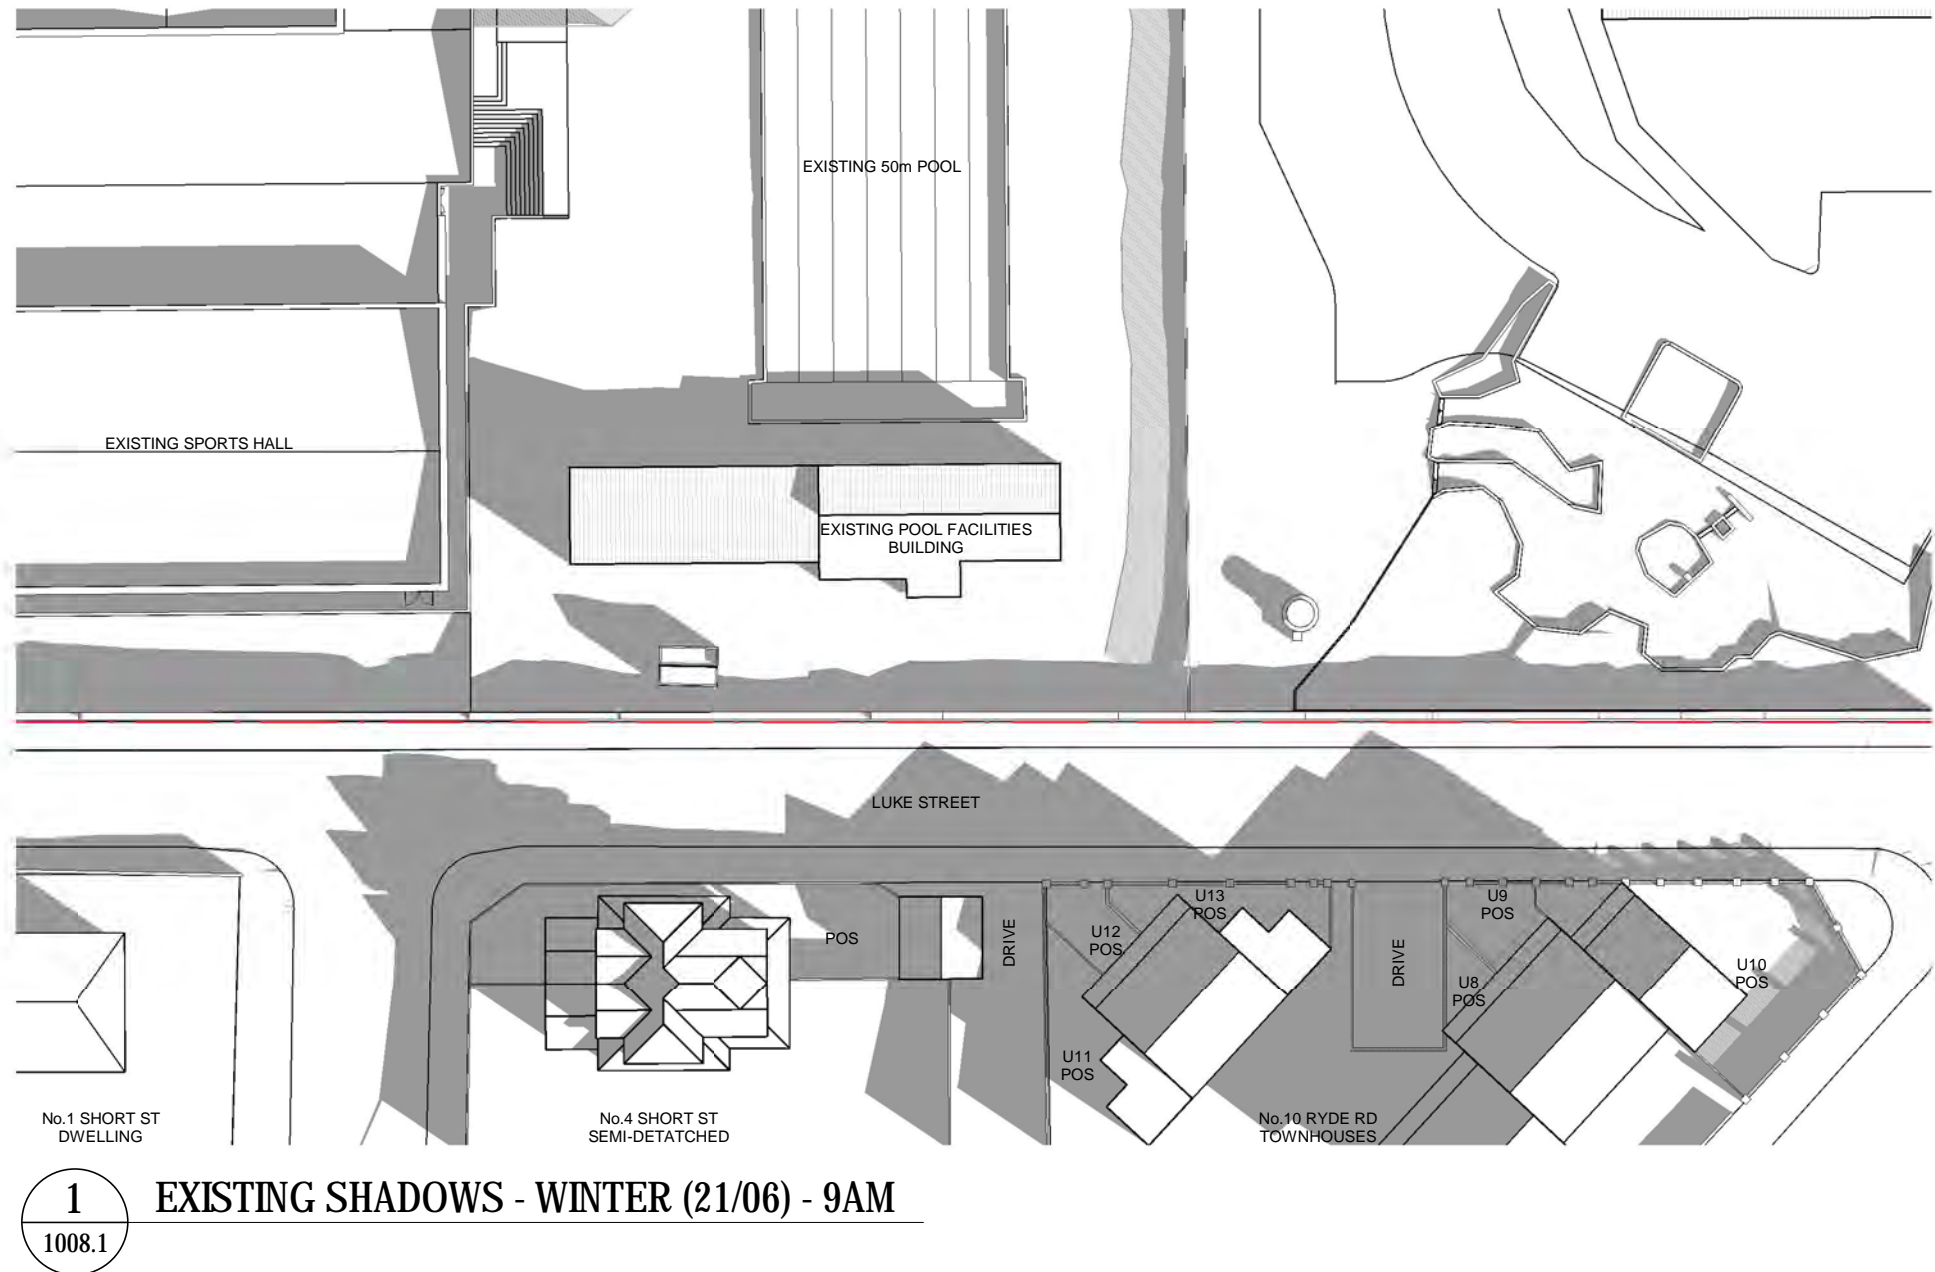 EXISTING 50m POOL
EXISTING SPORTS HALL
EXISTING POOL FACILITIES
BUILDING
LUKE STREET
POS
DRIVE
U12
POS
U13
POS
U11
POS
DRIVE
U9
POS
U8
POS
U10
POS
No.1 SHORT ST
DWELLING
No.4 SHORT ST
SEMI-DETATCHED
No.10 RYDE RD
TOWNHOUSES
1
1008.1
EXISTING SHADOWS - WINTER (21/06) - 9AM